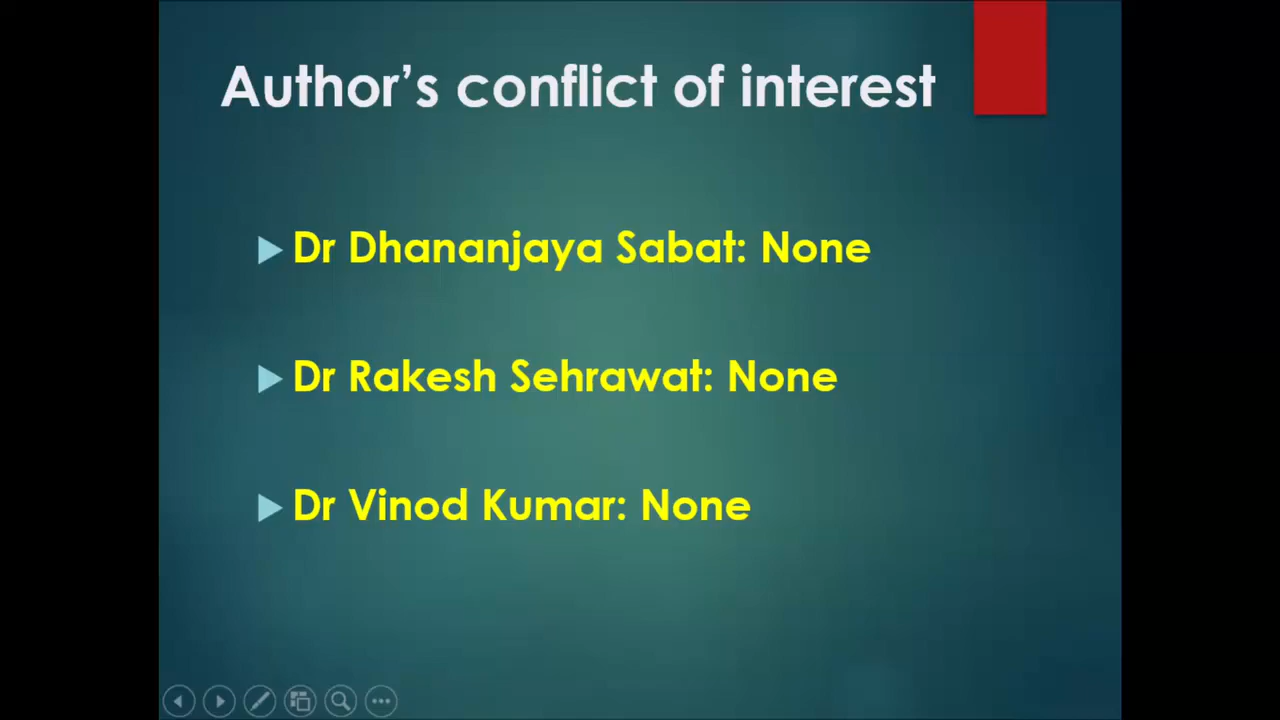 Author’s conflict of interest
Dr Dhananjaya Sabat: None
Dr Rakesh Sehrawat: None
Dr Vinod Kumar: None